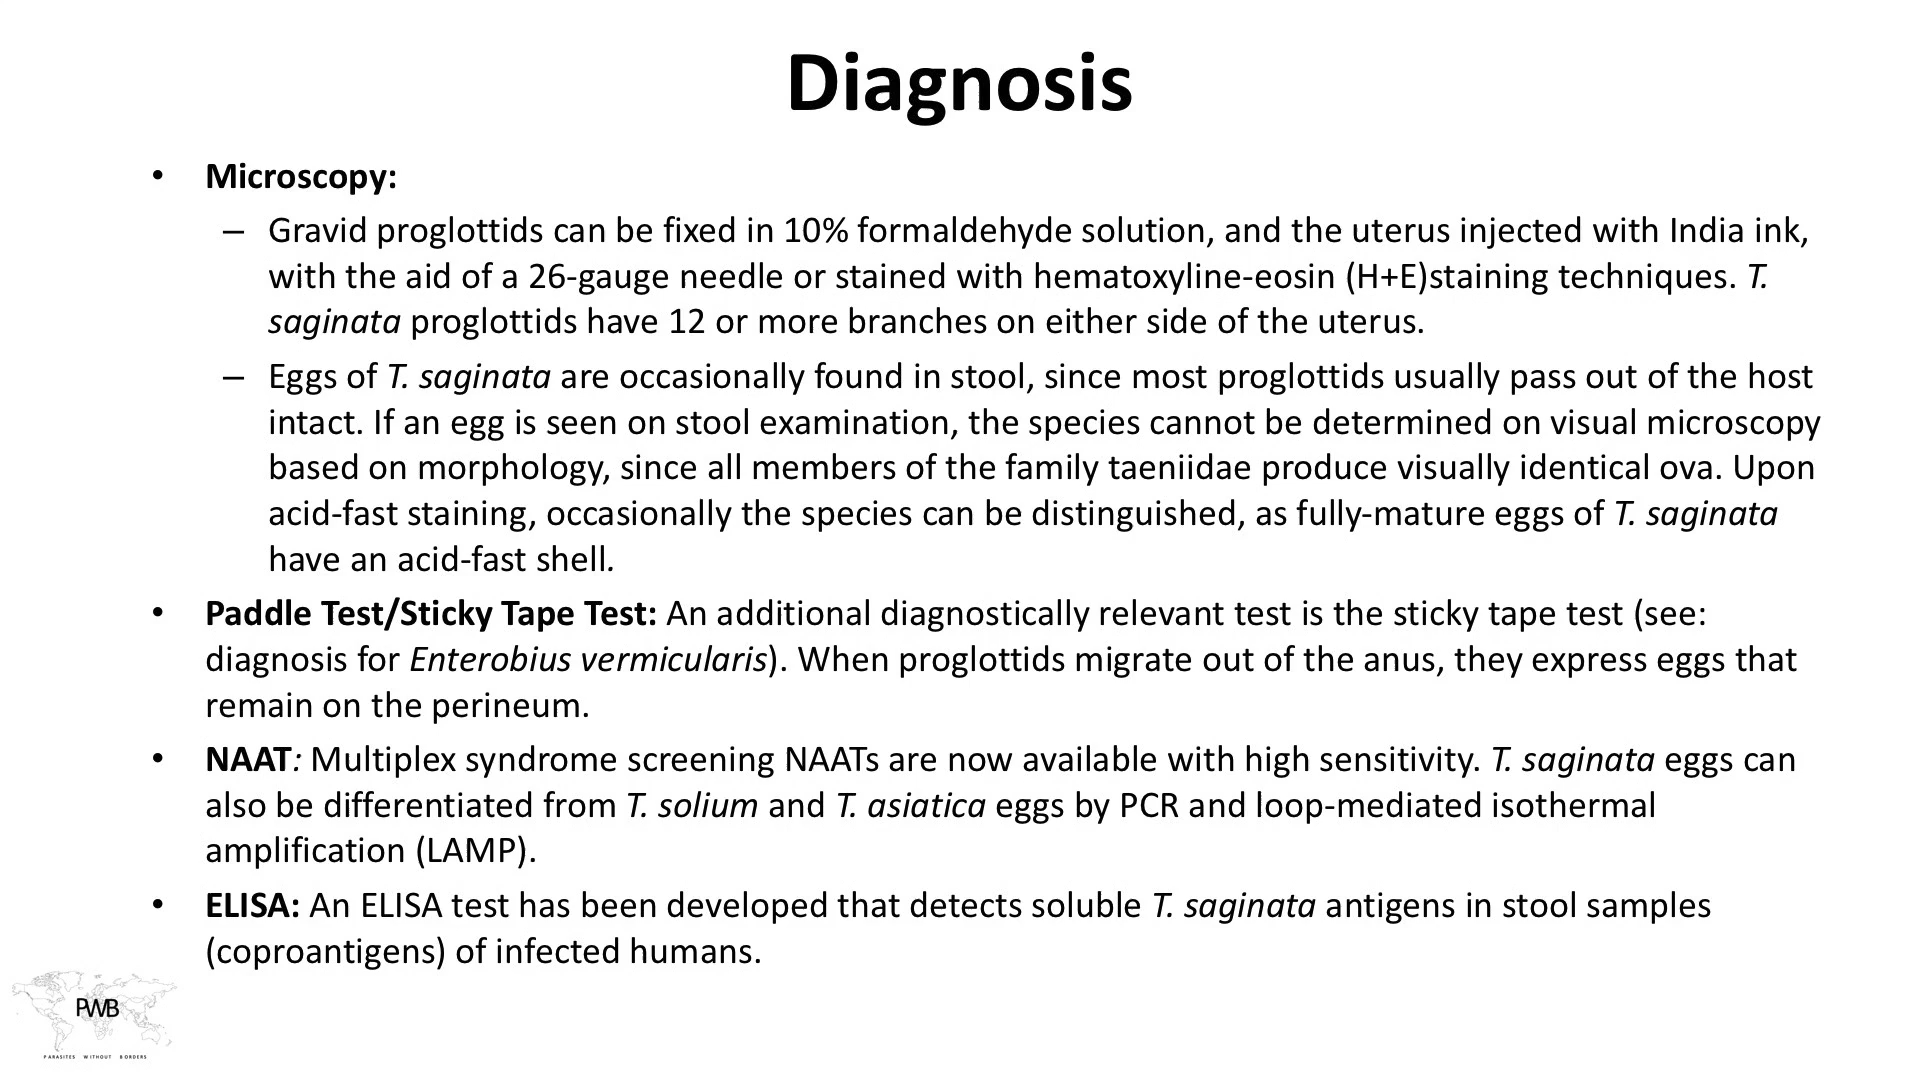 Diagnosis
• Microscopy:
– Gravid proglottids can be fixed in 10% formaldehyde solution, and the uterus injected with India ink,
with the aid of a 26-gauge needle or stained with hematoxyline-eosin (H+E)staining techniques. T.
saginata proglottids have 12 or more branches on either side of the uterus.
– Eggs of T. saginata are occasionally found in stool, since most proglottids usually pass out of the host
intact. If an egg is seen on stool examination, the species cannot be determined on visual microscopy
based on morphology, since all members of the family taeniidae produce visually identical ova. Upon
acid-fast staining, occasionally the species can be distinguished, as fully-mature eggs of T. saginata
have an acid-fast shell.
• Paddle Test/Sticky Tape Test: An additional diagnostically relevant test is the sticky tape test (see:
diagnosis for Enterobius vermicularis). When proglottids migrate out of the anus, they express eggs that
remain on the perineum.
• NAAT: Multiplex syndrome screening NAATs are now available with high sensitivity. T. saginata eggs can
also be differentiated from T. solium and T. asiatica eggs by PCR and loop-mediated isothermal
amplification (LAMP).
• ELISA: An ELISA test has been developed that detects soluble T. saginata antigens in stool samples
(coproantigens) of infected humans.
PWB
PARASITES WITHOUT BORDERS